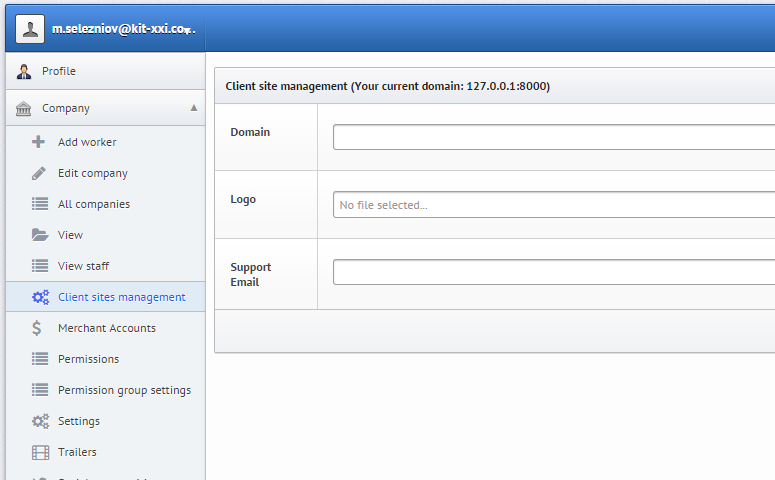 m.selezniov@kit-xxi.co...
Profile
Company
Add worker
Edit company
All companies
View
View staff
Client sites management
Merchant Accounts
Permissions
Permission group settings
Settings
Trailers
Client site management (Your current domain: 127.0.0.1:8000)
Domain
Logo
No file selected...
Support
Email